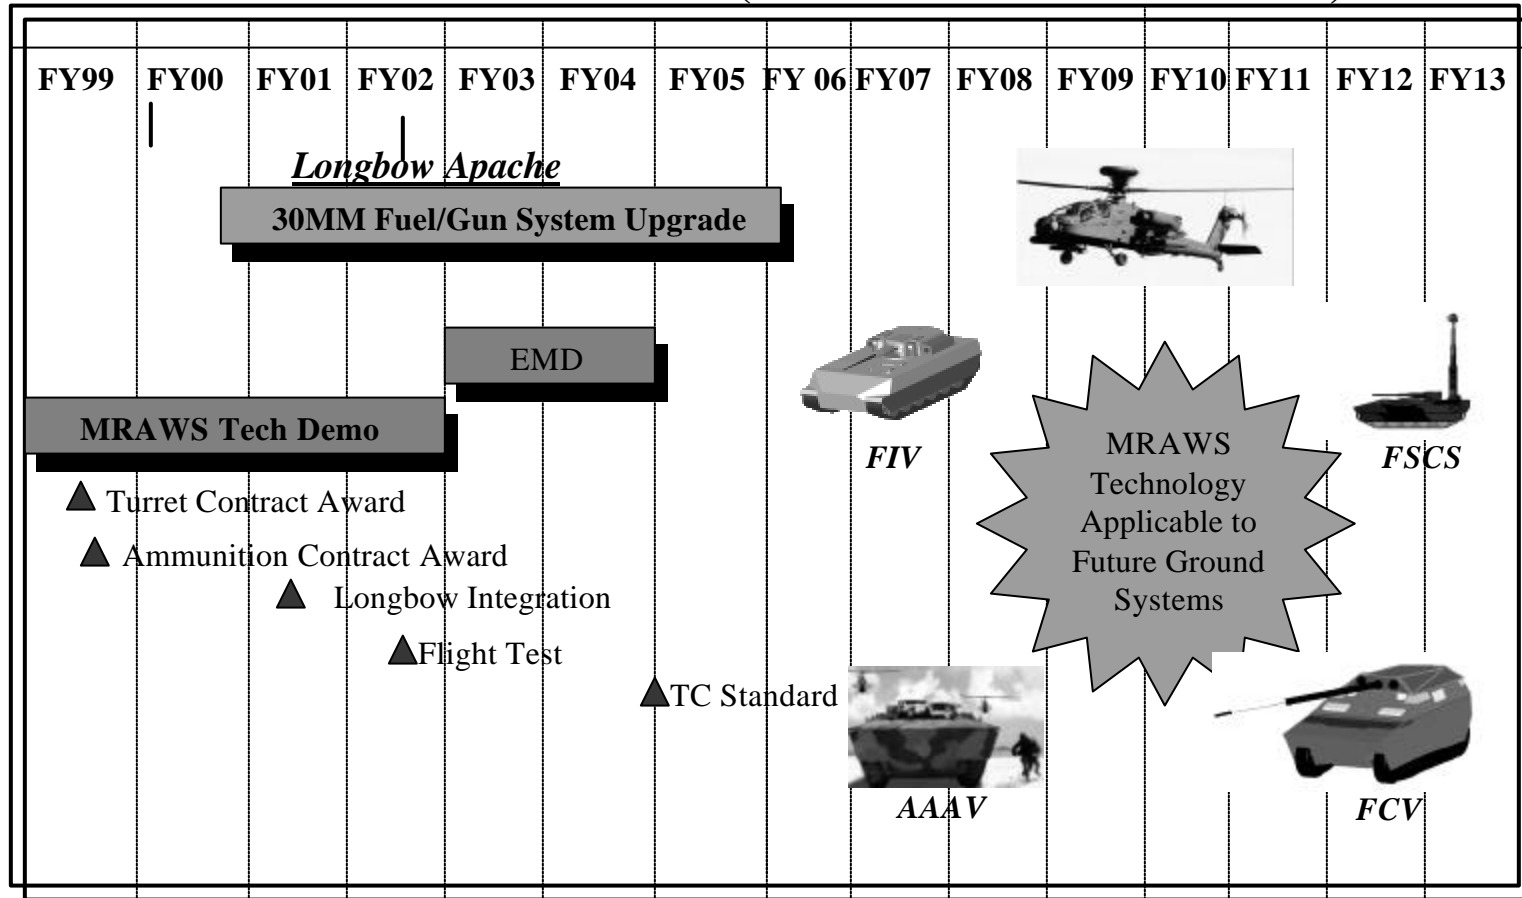 FY99 FY00 FY01 FY02 FY03 FY04 FY05 FY 06 FY07 FY08 FY09 FY10 FY11 FY12 FY13
Longbow Apache
30MM Fuel/Gun System Upgrade
EMD
MRAWS Tech Demo
FIV
MRAWS
Technology
Applicable to
Future Ground
Systems
FSCS
Turret Contract Award
Ammunition Contract Award
Longbow Integration
Flight Test
TC Standard
AAAV
FCV